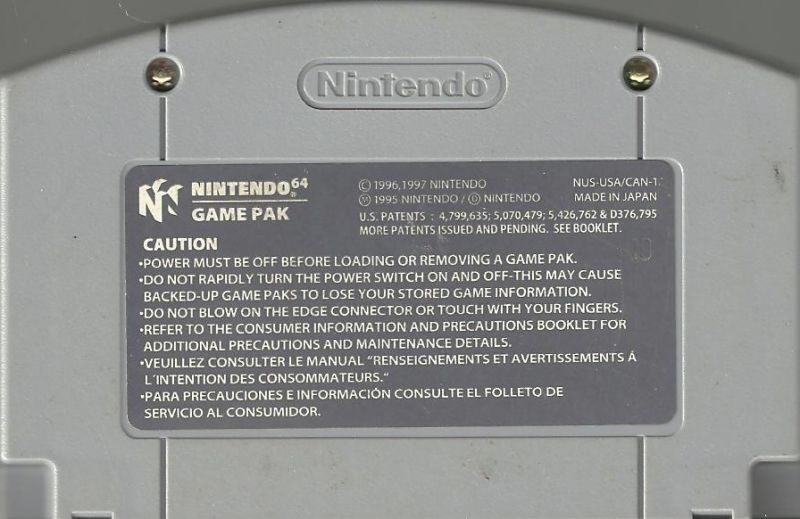 Nintendo®
NINTENDO64
GAME PAK
© 1996,1997 NINTENDO NUS-USA/CAN-1
Ⓜ 1995 NINTENDO / Ⓓ NINTENDO MADE IN JAPAN
U.S. PATENTS : 4,799,635; 5,070,479; 5,426,762 & D376,795
MORE PATENTS ISSUED AND PENDING. SEE BOOKLET.
CAUTION
•POWER MUST BE OFF BEFORE LOADING OR REMOVING A GAME PAK.
•DO NOT RAPIDLY TURN THE POWER SWITCH ON AND OFF-THIS MAY CAUSE
BACKED-UP GAME PAKS TO LOSE YOUR STORED GAME INFORMATION.
•DO NOT BLOW ON THE EDGE CONNECTOR OR TOUCH WITH YOUR FINGERS.
•REFER TO THE CONSUMER INFORMATION AND PRECAUTIONS BOOKLET FOR
ADDITIONAL PRECAUTIONS AND MAINTENANCE DETAILS.
•VEUILLEZ CONSULTER LE MANUAL "RENSEIGNEMENTS ET AVERTISSEMENTS Á
L'INTENTION DES CONSOMMATEURS."
•PARA PRECAUCIONES E INFORMACIÓN CONSULTE EL FOLLETO DE
SERVICIO AL CONSUMIDOR.